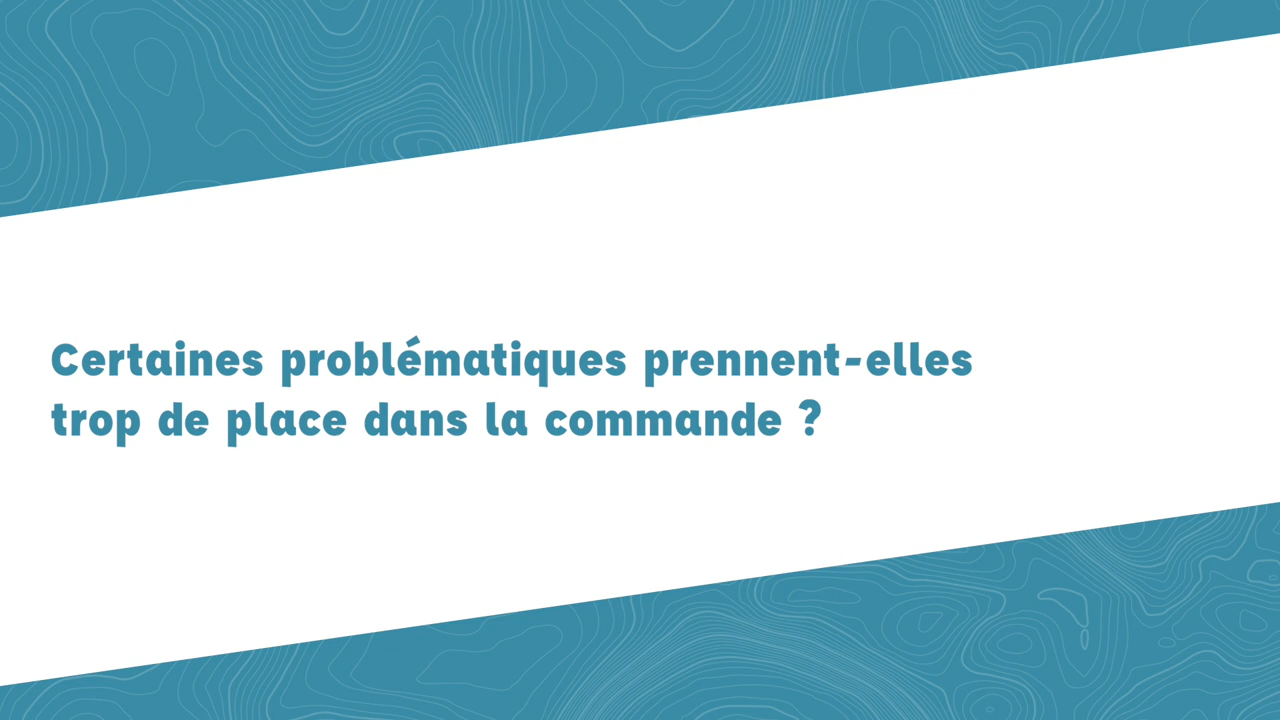 Certaines problématiques prennent-elles
trop de place dans la commande ?